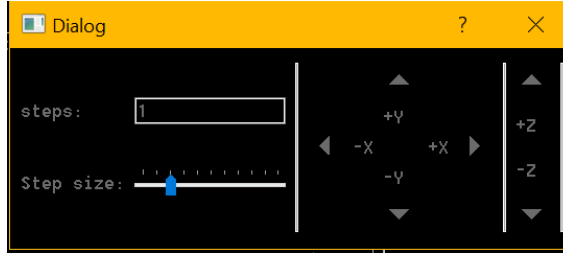 Dialog ?
steps: 1
+Y
-X +X
-Y
Step size:
+Z
-Z